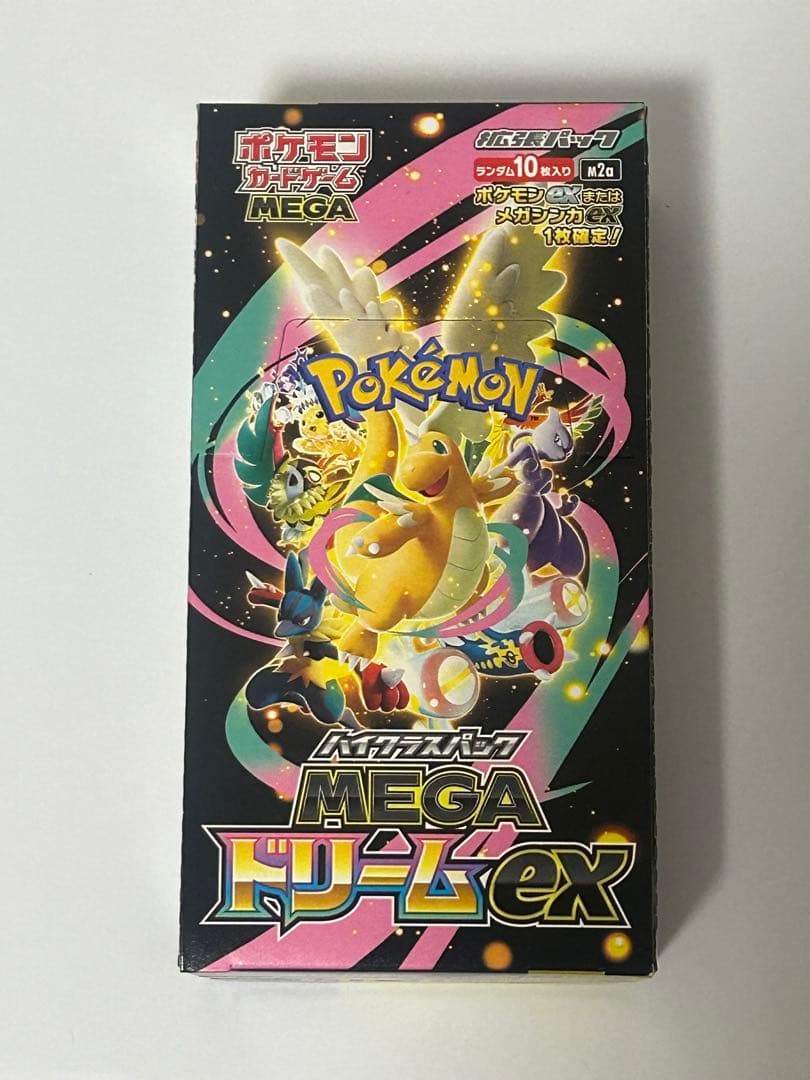 ポケモン
カードゲーム
MEGA
拡張パック
ランダム10枚入り M2a
ポケモンexまたは
メガシンカex
1枚確定!
POKéMON
ハイクラスパック
MEGA
ドリームex